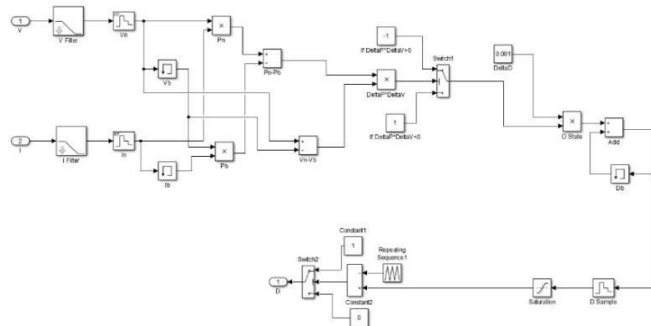 1
V
V Filter
Vn
×
Pn
+
−
Pn-Pb
Vb
-1
If DeltaP*DeltaV>0
Switch1
×
DeltaP*DeltaV
0.001
DeltaD
1
If DeltaP*DeltaV<0
×
D State
+
+
Add
2
I
I Filter
In
Ib
×
Pb
+
−
Vn-Vb
Db
Constant1
1
Switch2
Repeating
Sequence1
1
D
Constant2
0
Saturation
D Sample